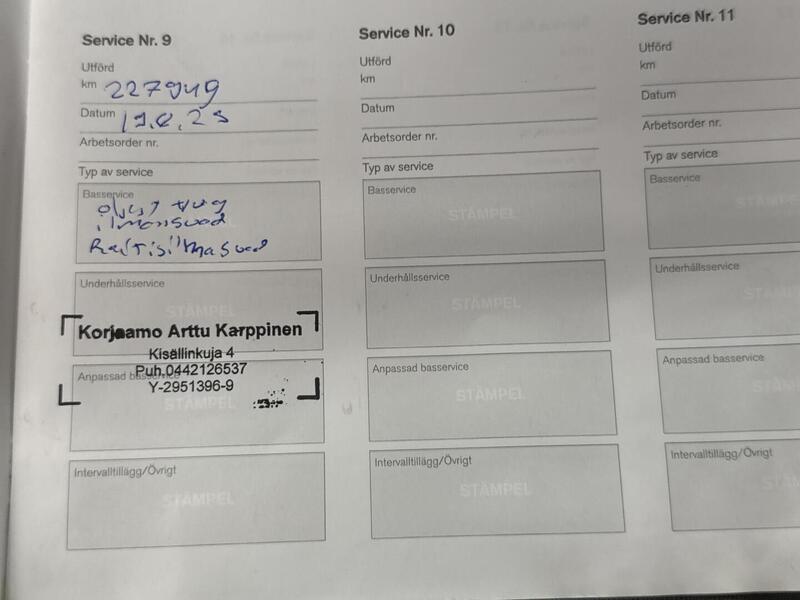 Service Nr. 9
Utförd
km 227949
Datum
Arbetsorder nr.
Typ av service
Basservice
Underhållsservice
STÄMPEL
Korjaamo Arttu Karppinen
Kisällinkuja 4
Puh.0442126537
Anpassad basservice
Y-2951396-9
STÄMPEL
Intervalltillägg/Övrigt
STÄMPEL
Service Nr. 10
Utförd
km
Datum
Arbetsorder nr.
Typ av service
Basservice
STÄMPEL
Underhållsservice
STÄMPEL
Anpassad basservice
STÄMPEL
Intervalltillägg/Övrigt
STÄMPEL
Service Nr. 11
Utförd
km
Datum
Arbetsorder nr.
Typ av service
Basservice
Underhållsservice
Anpassad basservice
Intervalltillägg/Övrigt